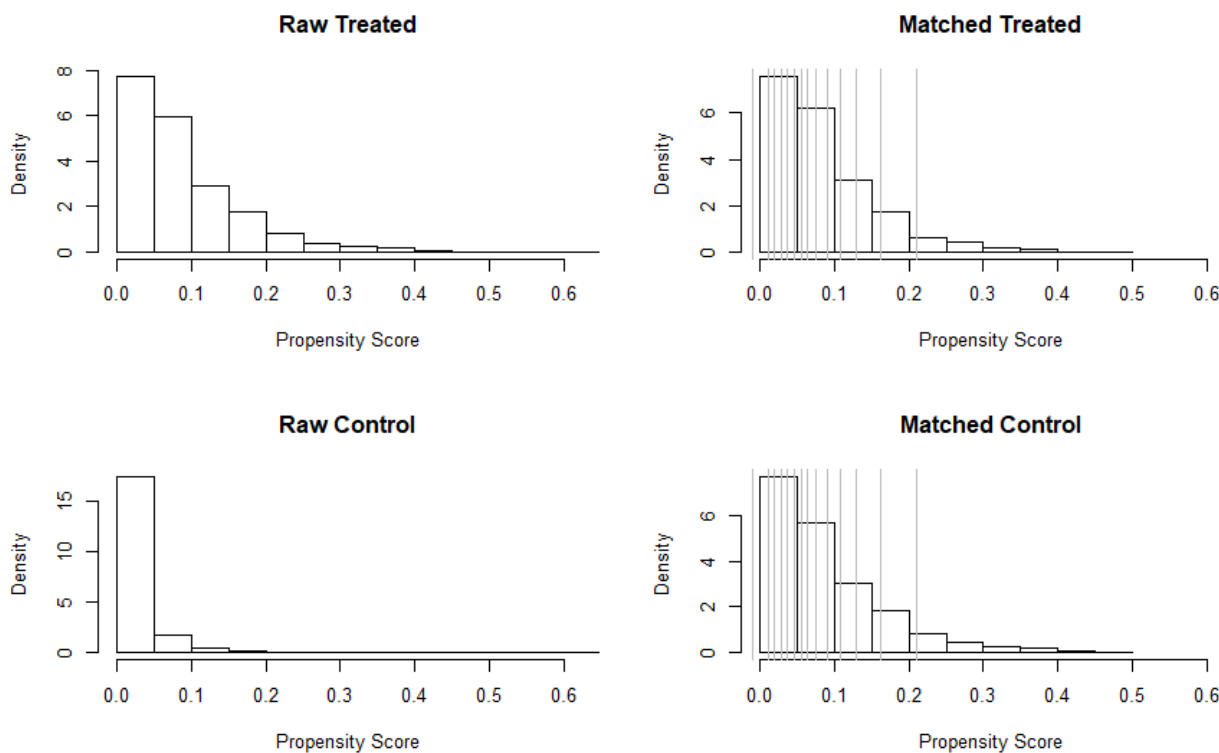 Raw Treated
Density
0 2 4 6 8
0.0 0.1 0.2 0.3 0.4 0.5 0.6
Propensity Score
Matched Treated
Density
0 2 4 6
0.0 0.1 0.2 0.3 0.4 0.5 0.6
Propensity Score
Raw Control
Density
0 5 10 15
0.0 0.1 0.2 0.3 0.4 0.5 0.6
Propensity Score
Matched Control
Density
0 2 4 6
0.0 0.1 0.2 0.3 0.4 0.5 0.6
Propensity Score